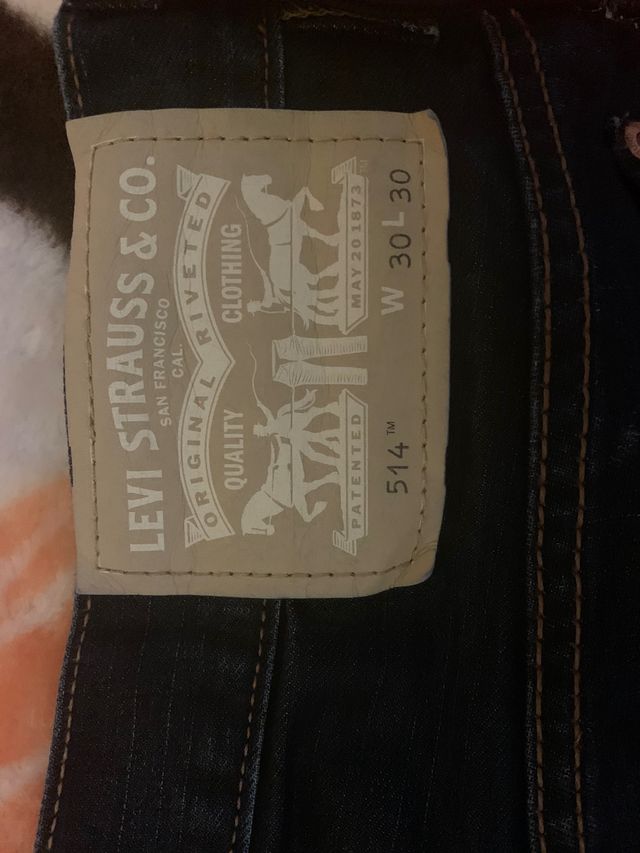 LEVI STRAUSS & CO.
SAN FRANCISCO
CAL.
ORIGINAL RIVETED
QUALITY CLOTHING
PATENTED MAY 20 1873
514™ W 30 L 30